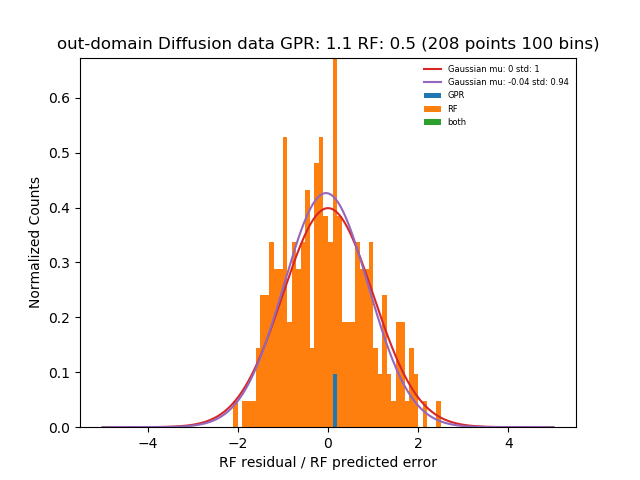 out-domain Diffusion data GPR: 1.1 RF: 0.5 (208 points 100 bins)
Gaussian mu: 0 std: 1
Gaussian mu: -0.04 std: 0.94
GPR
RF
both
Normalized Counts
0.6
0.5
0.4
0.3
0.2
0.1
0.0
−4 −2 0 2 4
RF residual / RF predicted error